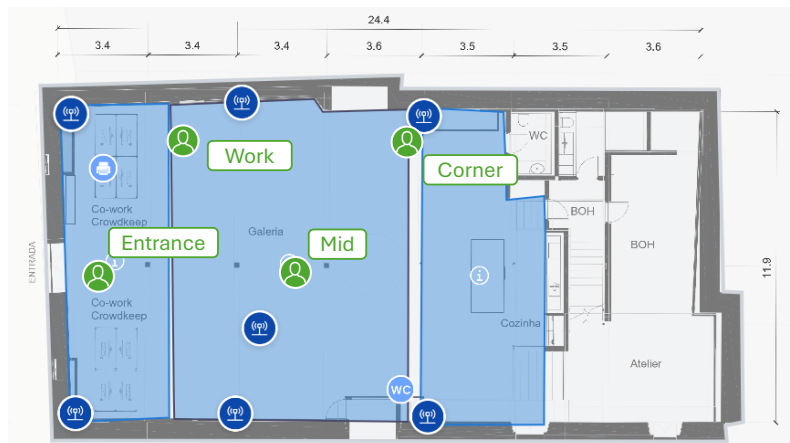 24.4
3.4
3.4
3.4
3.6
3.5
3.5
3.6
WC
Work
Corner
Co-work
Crowdkeep
Galeria
BOH
BOH
Entrance
Mid
ENTRADA
11.9
Co-work
Crowdkeep
Cozinha
Atelier
WC